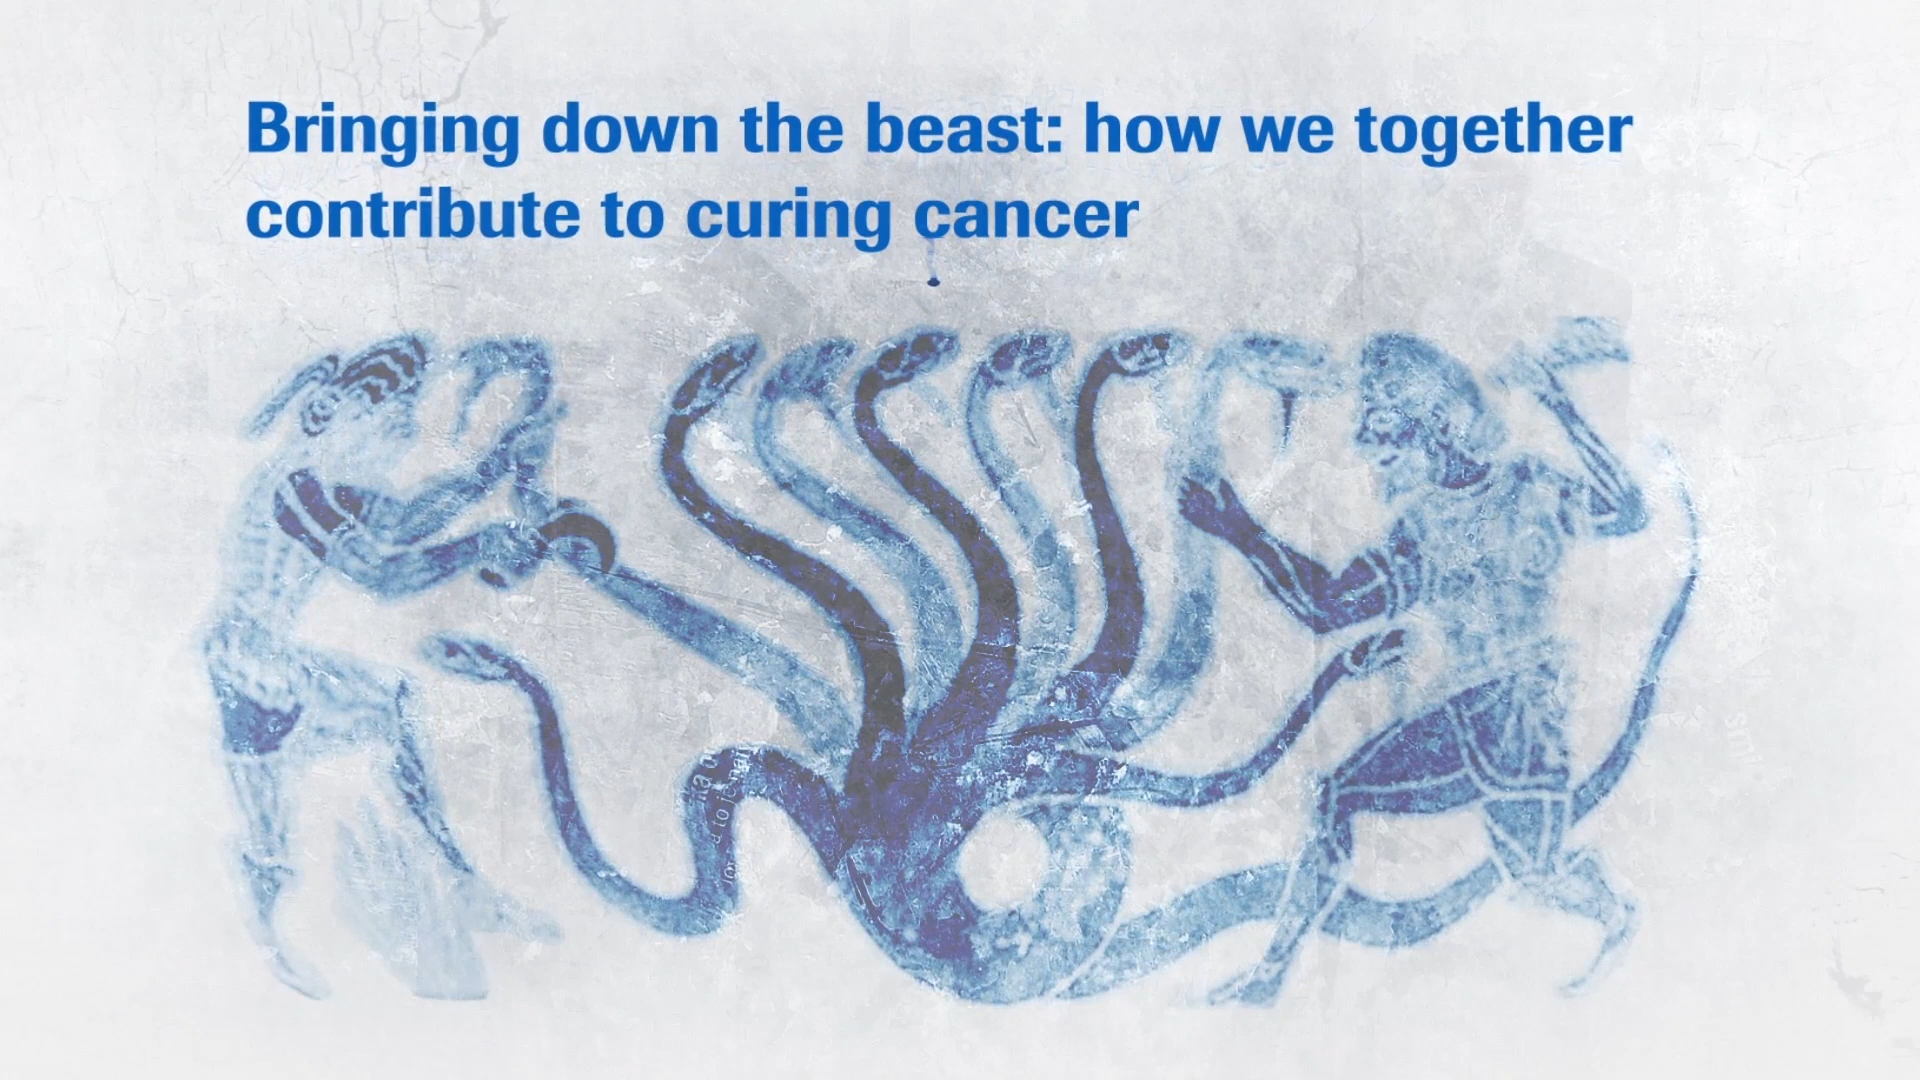 Bringing down the beast: how we together
contribute to curing cancer